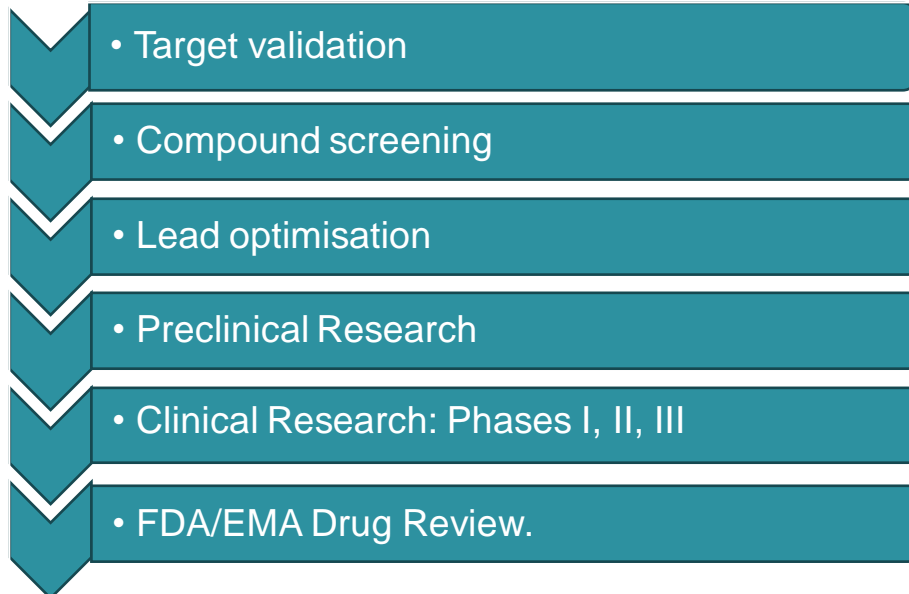 • Target validation
• Compound screening
• Lead optimisation
• Preclinical Research
• Clinical Research: Phases I, II, III
• FDA/EMA Drug Review.